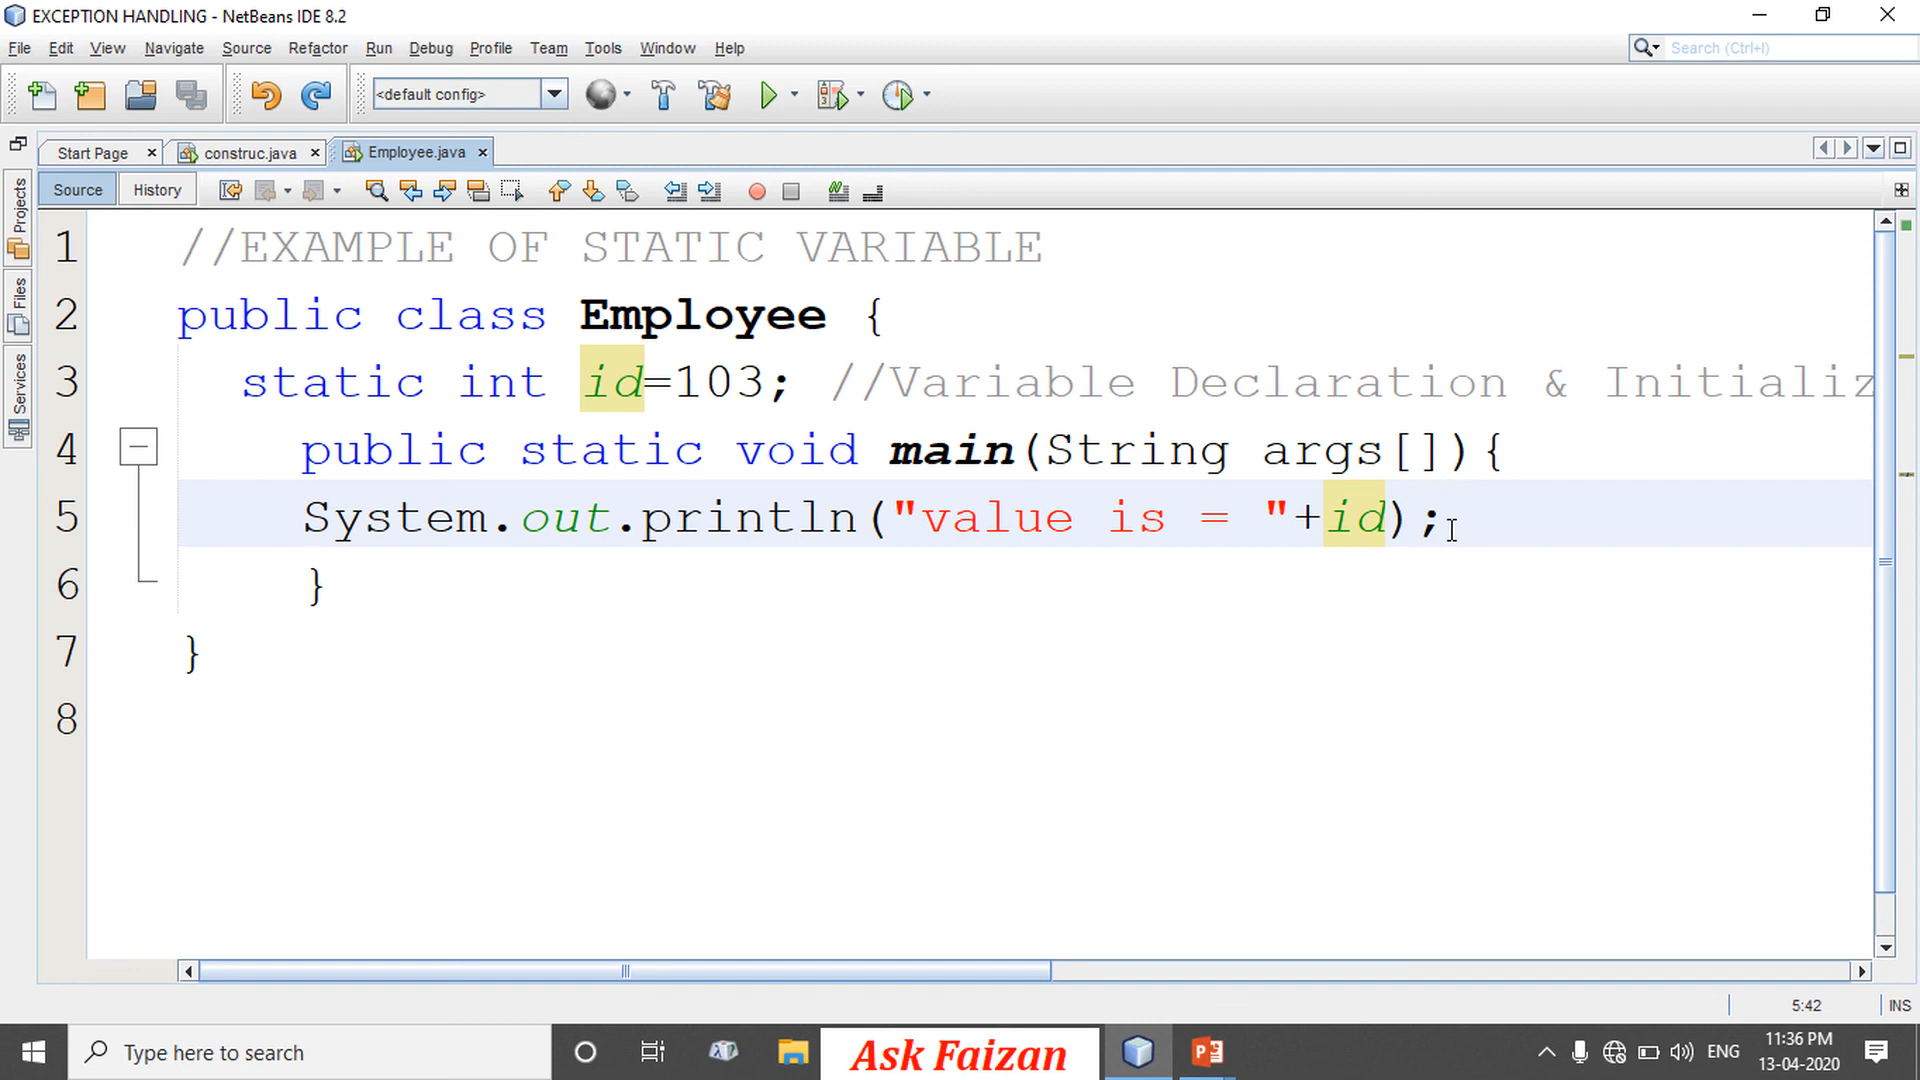 EXCEPTION HANDLING - NetBeans IDE 8.2
File Edit View Navigate Source Refactor Run Debug Profile Team Tools Window Help
Search (Ctrl+I)
<default config>
Start Page construc.java Employee.java
Source History
Projects
Files
Services
1 //EXAMPLE OF STATIC VARIABLE
2 public class Employee {
3 static int id=103; //Variable Declaration & Initializ
4 public static void main(String args[]){
5 System.out.println("value is = "+id);
6 }
7 }
8
5:42 INS
Type here to search
Ask Faizan
ENG
11:36 PM
13-04-2020